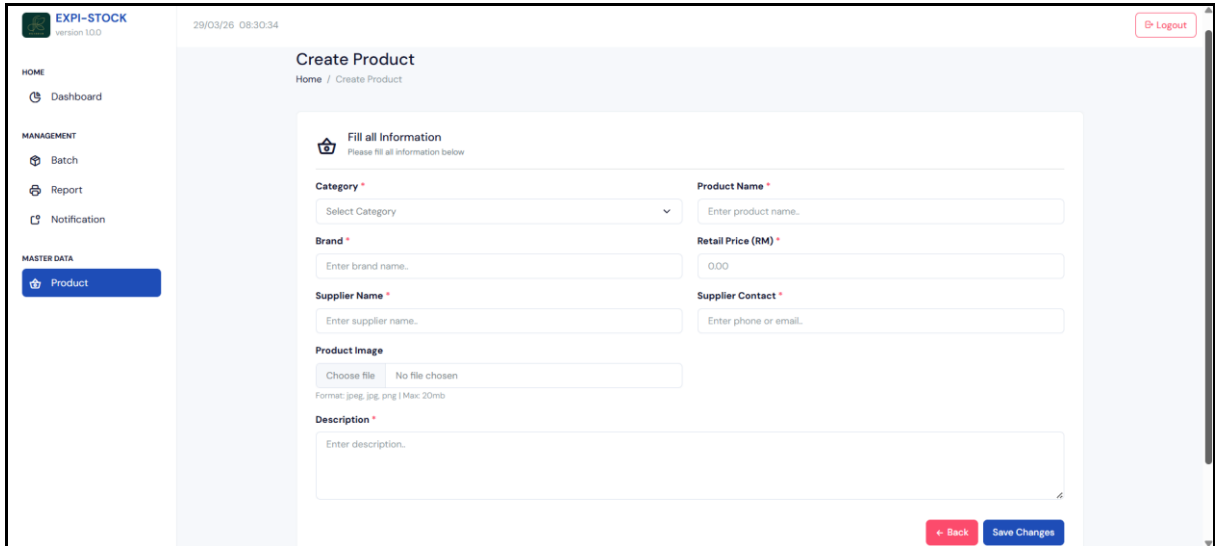 EXPI-STOCK
version 1.0.0
29/03/26 08:30:34
Logout
HOME
Dashboard
MANAGEMENT
Batch
Report
Notification
MASTER DATA
Product
Create Product
Home / Create Product
Fill all Information
Please fill all information below
Category * Product Name *
Select Category Enter product name..
Brand * Retail Price (RM) *
Enter brand name.. 0.00
Supplier Name * Supplier Contact *
Enter supplier name.. Enter phone or email..
Product Image
Choose file No file chosen
Format: jpeg, jpg, png | Max: 20mb
Description *
Enter description..
← Back Save Changes